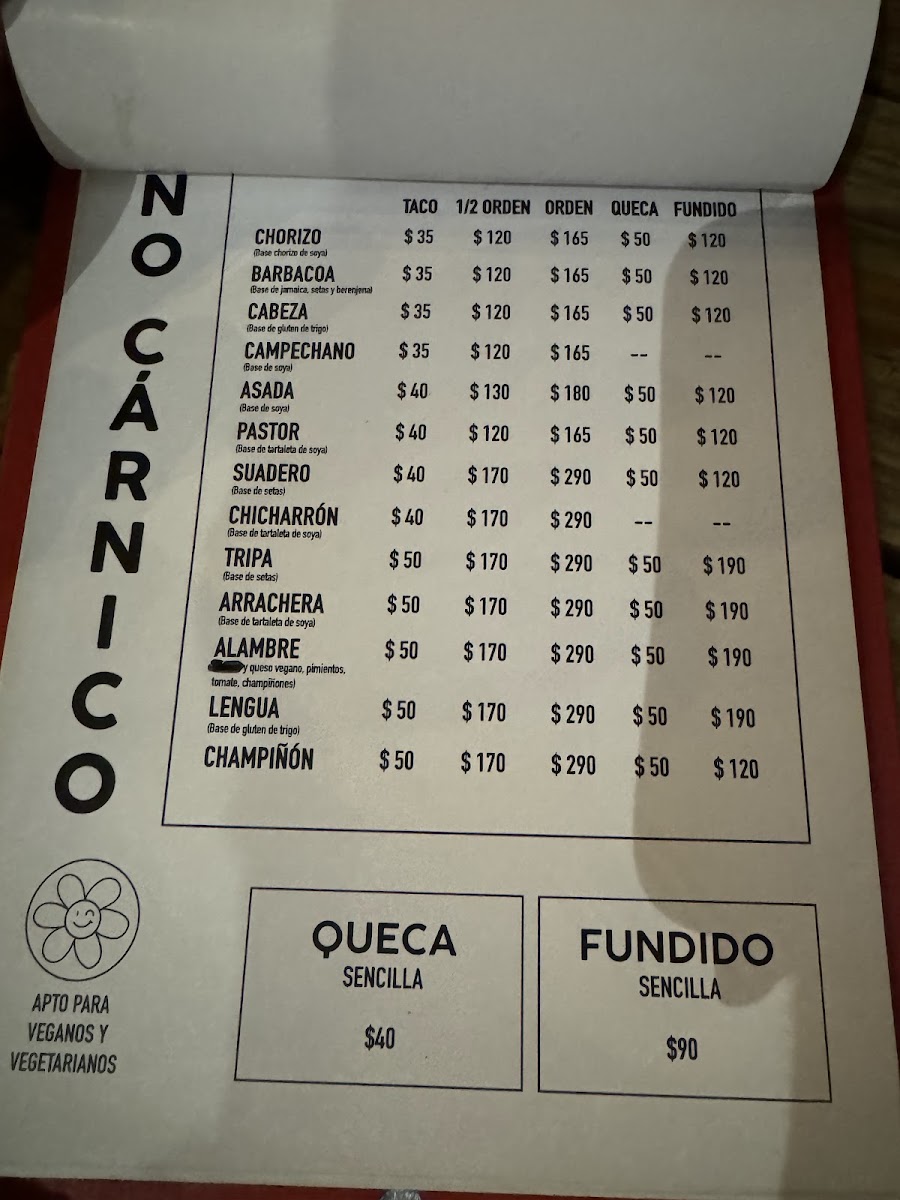 NO CÁRNICO
TACO 1/2 ORDEN ORDEN QUECA FUNDIDO
CHORIZO $ 35 $ 120 $ 165 $ 50 $ 120
(Base chorizo de soya)
BARBACOA $ 35 $ 120 $ 165 $ 50 $ 120
(Base de jamaica, setas y berenjena)
CABEZA $ 35 $ 120 $ 165 $ 50 $ 120
(Base de gluten de trigo)
CAMPECHANO $ 35 $ 120 $ 165 -- --
(Base de soya)
ASADA $ 40 $ 130 $ 180 $ 50 $ 120
(Base de soya)
PASTOR $ 40 $ 120 $ 165 $ 50 $ 120
(Base de tartaleta de soya)
SUADERO $ 40 $ 170 $ 290 $ 50 $ 120
(Base de setas)
CHICHARRÓN $ 40 $ 170 $ 290 -- --
(Base de tartaleta de soya)
TRIPA $ 50 $ 170 $ 290 $ 50 $ 190
(Base de setas)
ARRACHERA $ 50 $ 170 $ 290 $ 50 $ 190
(Base de tartaleta de soya)
ALAMBRE $ 50 $ 170 $ 290 $ 50 $ 190
y queso vegano, pimientos,
tomate, champiñones)
LENGUA $ 50 $ 170 $ 290 $ 50 $ 190
(Base de gluten de trigo)
CHAMPIÑÓN $ 50 $ 170 $ 290 $ 50 $ 120
QUECA
SENCILLA
$40
FUNDIDO
SENCILLA
$90
APTO PARA
VEGANOS Y
VEGETARIANOS